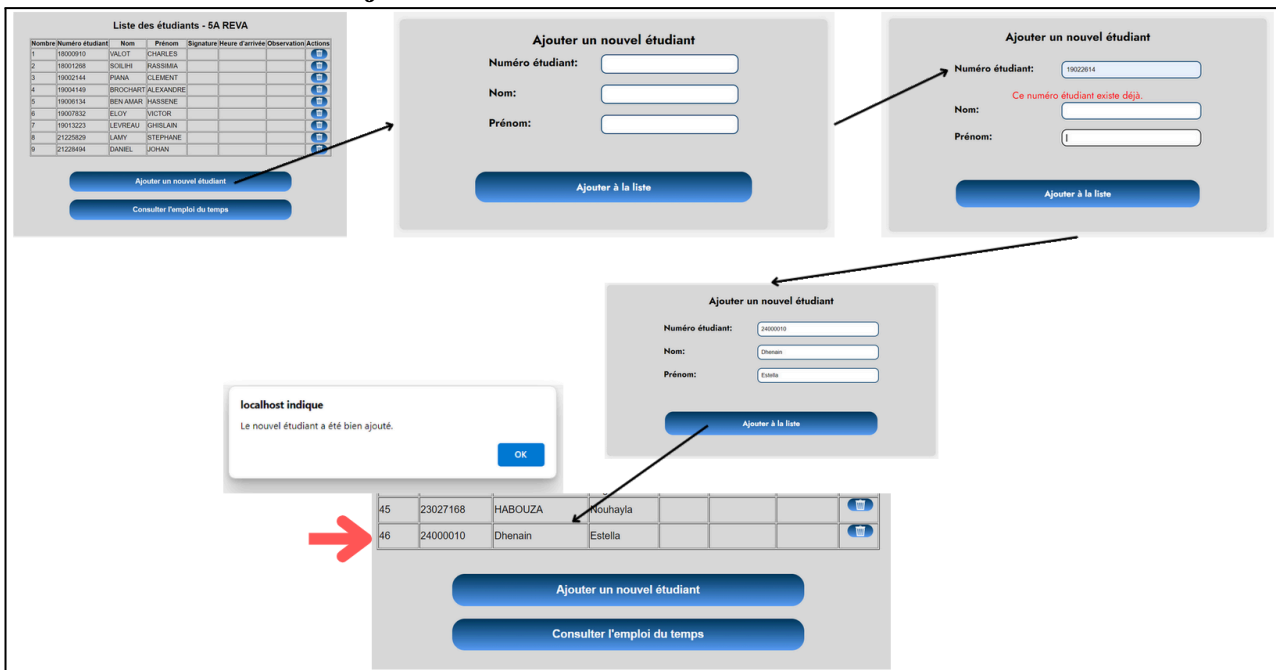 Liste des étudiants - 5A REVA
Nombre Numéro étudiant Nom Prénom Signature Heure d'arrivée Observation Actions
1 18000910 VALOT CHARLES
2 18001268 SOILIHI RASSIMIA
3 19002144 PIANA CLEMENT
4 19004149 BROCHART ALEXANDRE
5 19006134 BEN AMAR HASSENE
6 19007832 ELOY VICTOR
7 19013223 LEVREAU GHISLAIN
8 21225829 LAMY STEPHANE
9 21228494 DANIEL JOHAN
Ajouter un nouvel étudiant
Consulter l'emploi du temps
Ajouter un nouvel étudiant
Numéro étudiant:
Nom:
Prénom:
Ajouter à la liste
Ajouter un nouvel étudiant
Numéro étudiant: 19022614
Ce numéro étudiant existe déjà.
Nom:
Prénom:
Ajouter à la liste
Ajouter un nouvel étudiant
Numéro étudiant: 24000010
Nom: Dhenain
Prénom: Estella
Ajouter à la liste
localhost indique
Le nouvel étudiant a été bien ajouté.
OK
45 23027168 HABOUZA Nouhayla
46 24000010 Dhenain Estella
Ajouter un nouvel étudiant
Consulter l'emploi du temps